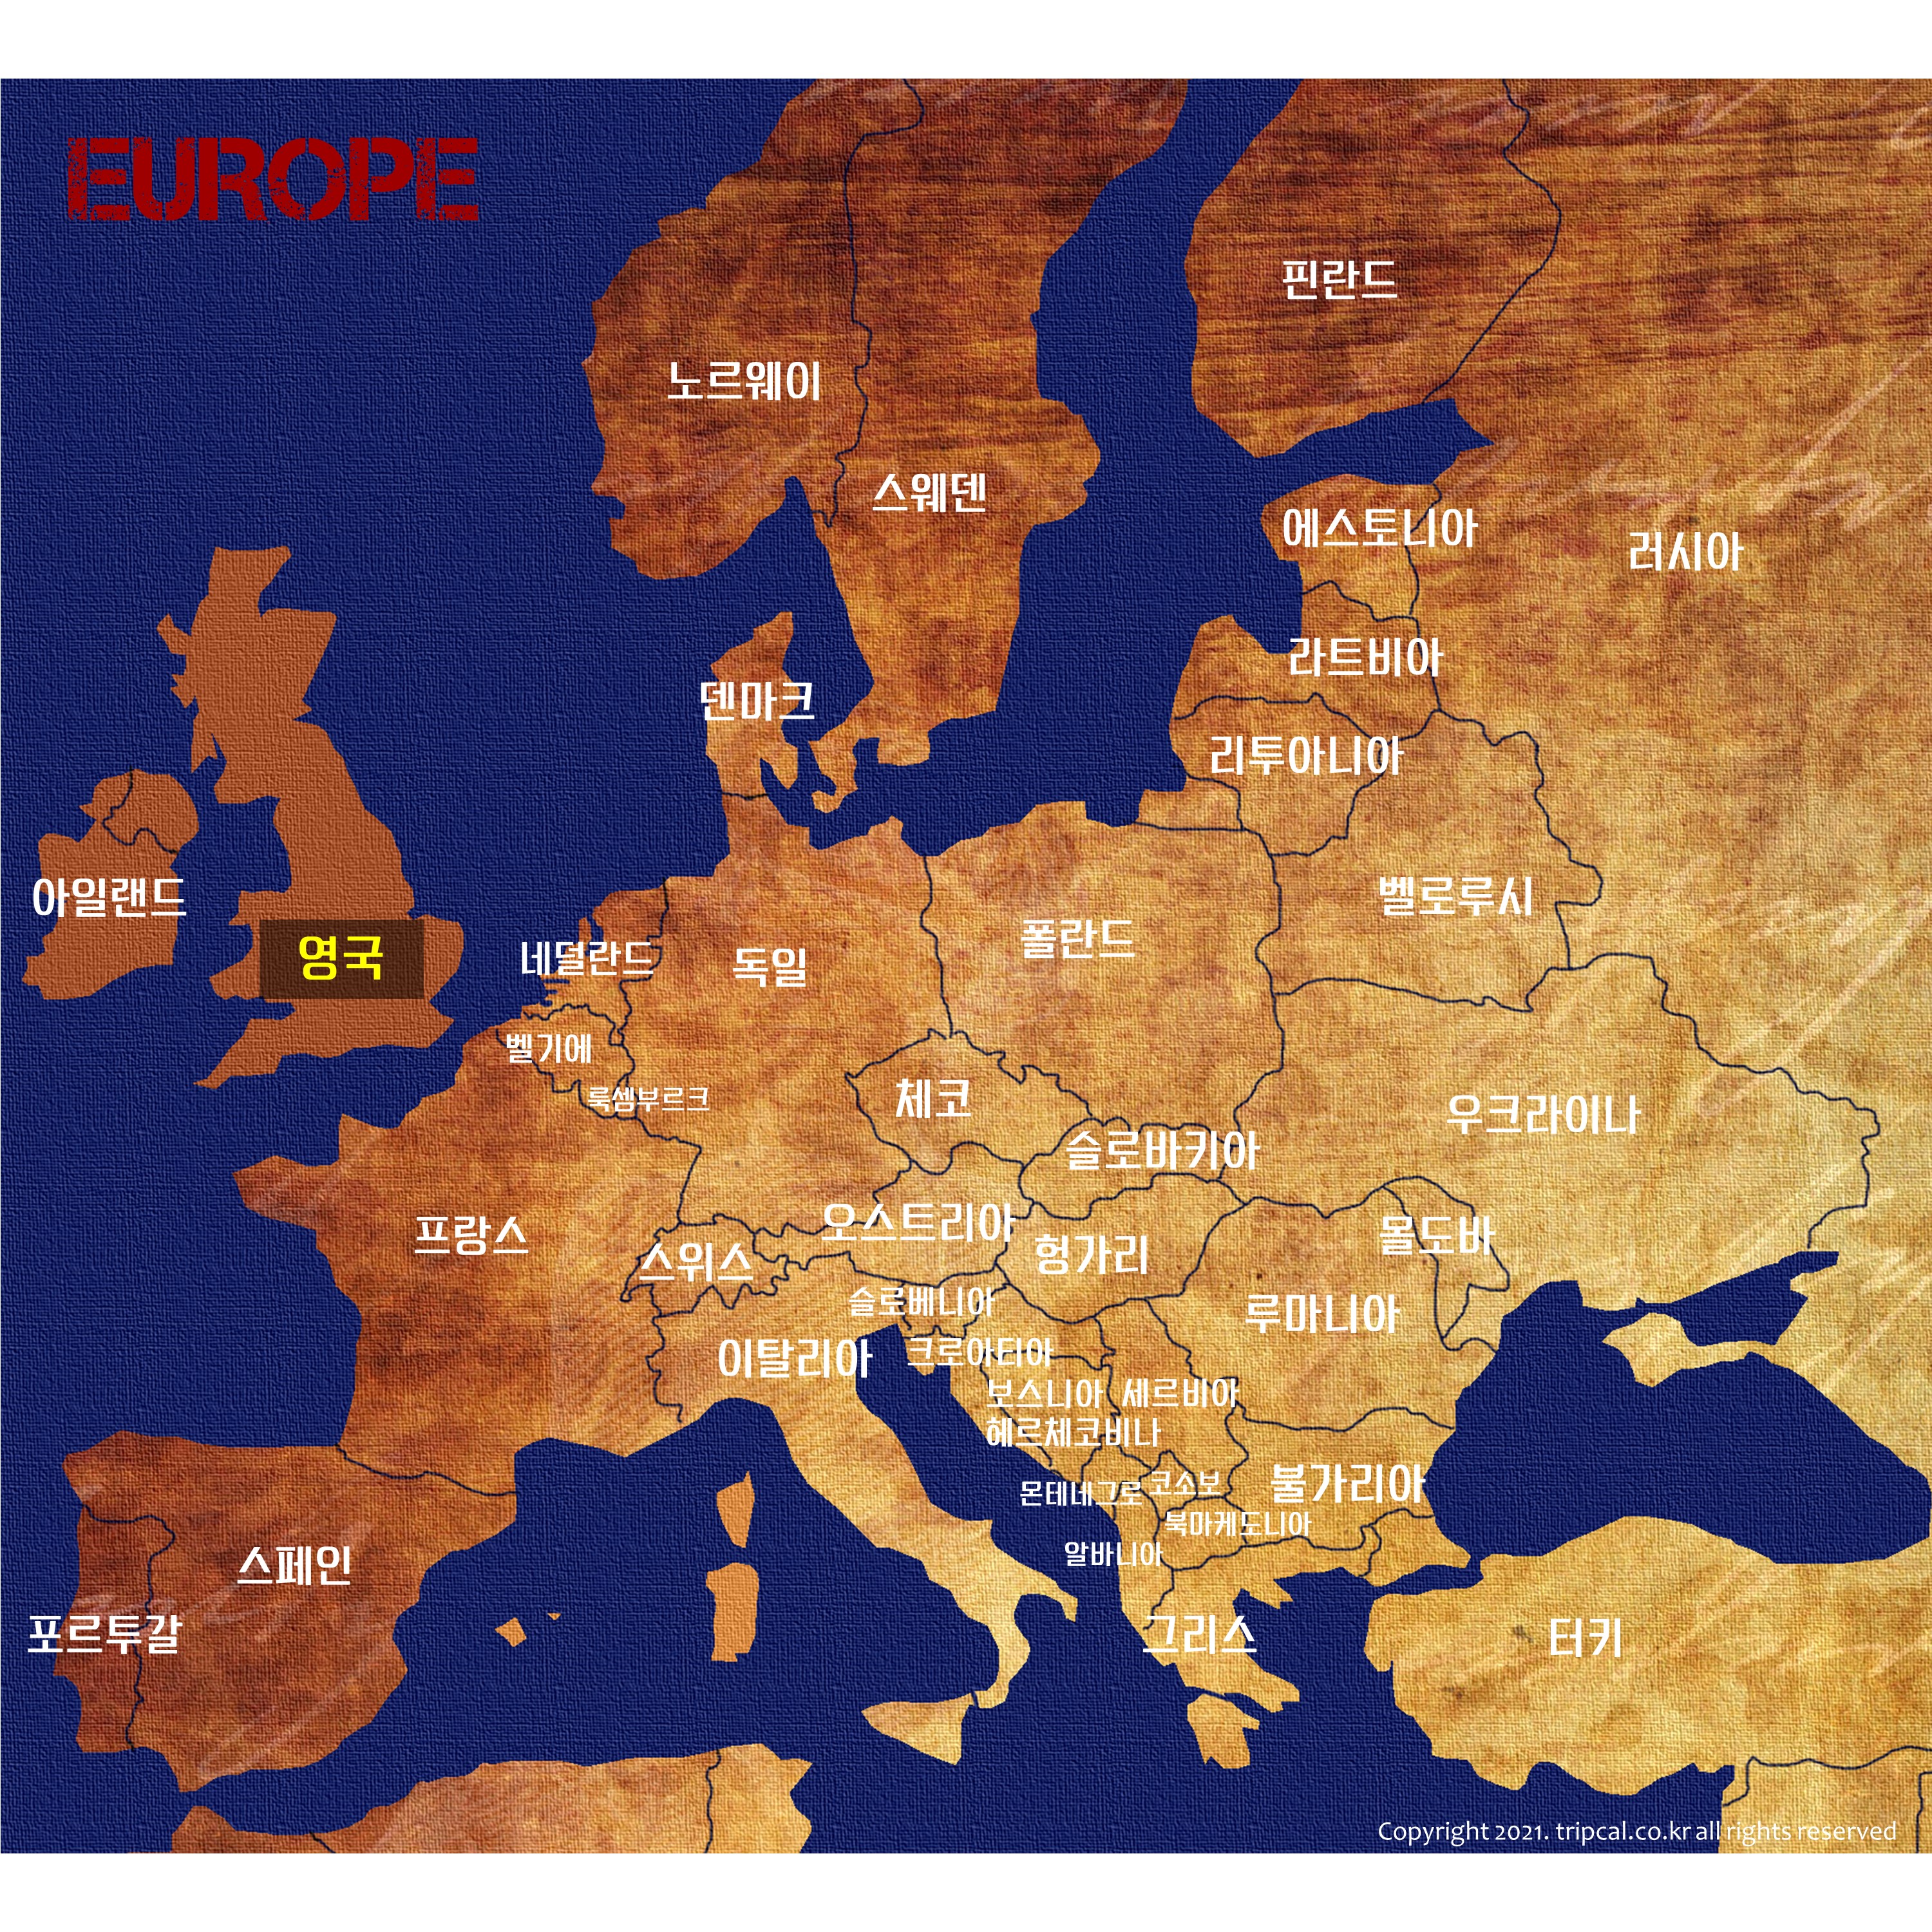 EUROPE
핀란드
노르웨이
스웨덴
에스토니아
러시아
라트비아
덴마크
리투아니아
아일랜드
벨로루시
영국
네덜란드
독일
폴란드
벨기에
룩셈부르크
체코
우크라이나
슬로바키아
프랑스
오스트리아
몰도바
스위스
헝가리
슬로베니아
루마니아
이탈리아
크로아티아
보스니아
헤르체코비나
세르비아
몬테네그로
코소보
불가리아
북마케도니아
알바니아
스페인
포르투갈
그리스
터키
Copyright 2021. tripcal.co.kr all rights reserved